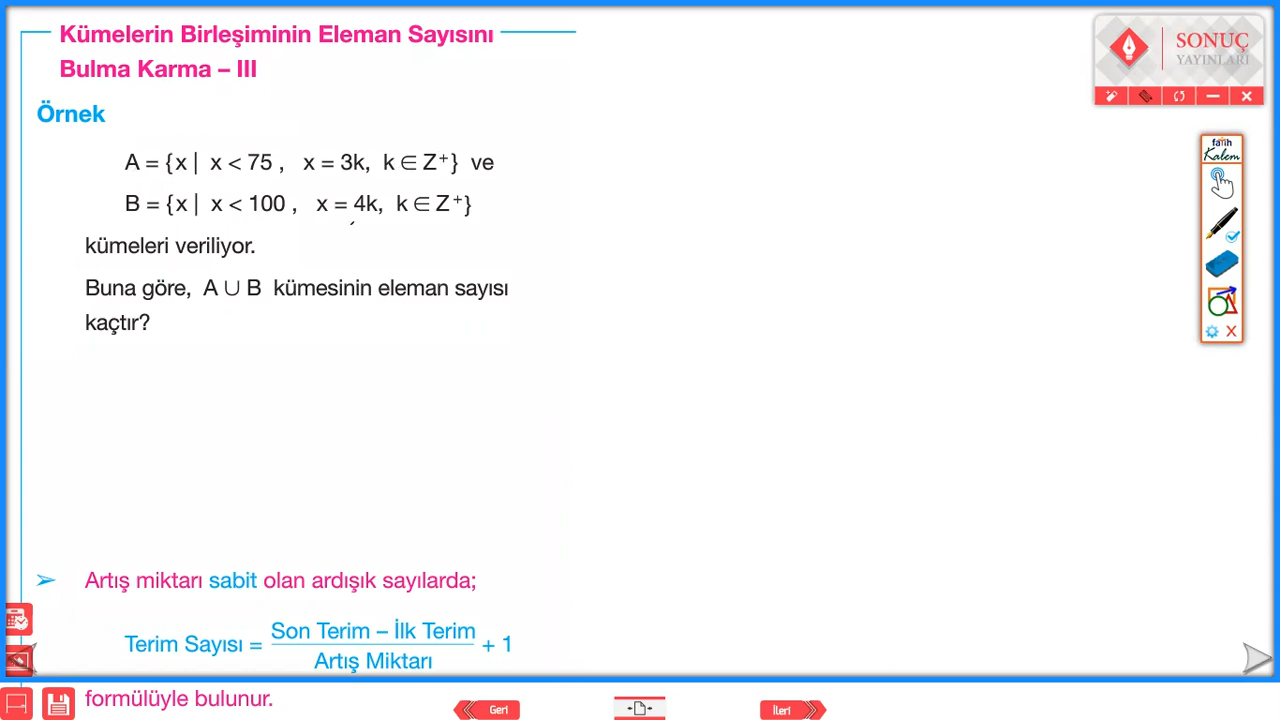 Kümelerin Birleşiminin Eleman Sayısını
Bulma Karma – III
SONUÇ
YAYINLARI
Örnek
A = {x | x < 75 , x = 3k, k ∈ Z⁺} ve
B = {x | x < 100 , x = 4k, k ∈ Z⁺}
kümeleri veriliyor.
Buna göre, A ∪ B kümesinin eleman sayısı
kaçtır?
fatih
Kalem
➢ Artış miktarı sabit olan ardışık sayılarda;
Terim Sayısı = (Son Terim – İlk Terim) / (Artış Miktarı) + 1
formülüyle bulunur.
Geri
İleri